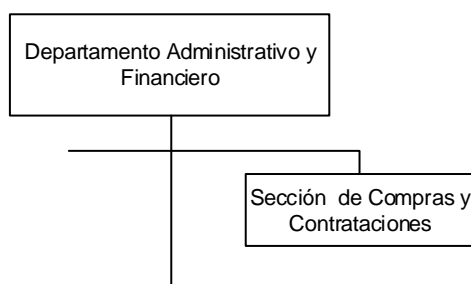 Departamento Administrativo y
Financiero
Sección de Compras y
Contrataciones